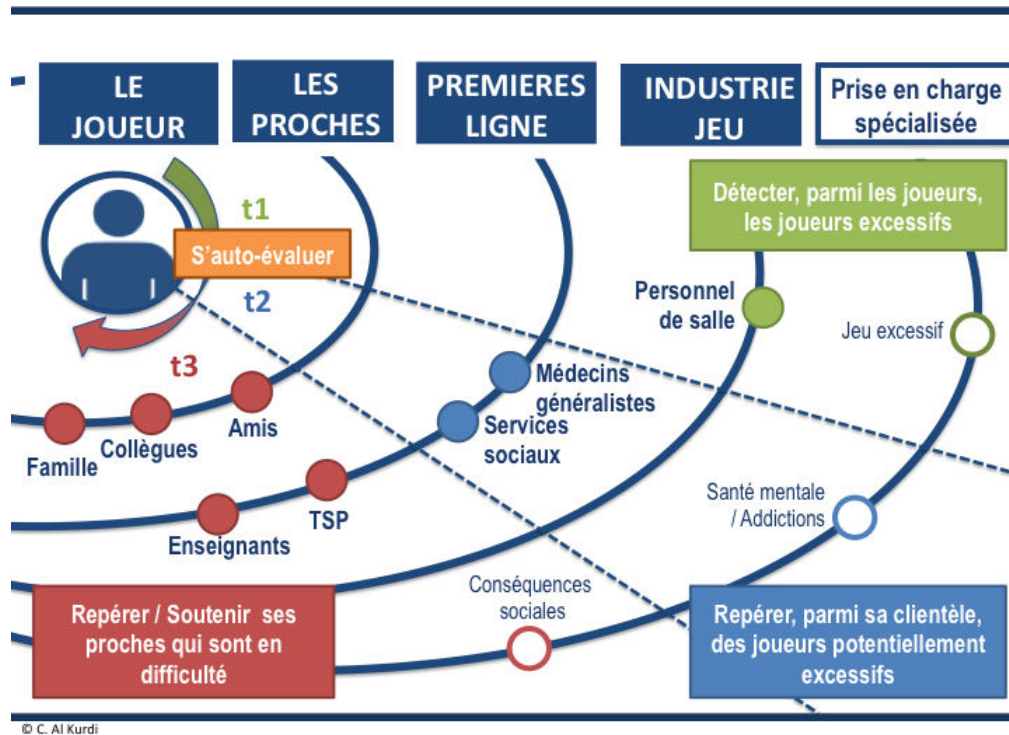 LE
JOUEUR
LES
PROCHES
PREMIERES
LIGNE
INDUSTRIE
JEU
Prise en charge
spécialisée
t1
S'auto-évaluer
t2
t3
Détecter, parmi les joueurs,
les joueurs excessifs
Personnel
de salle
Jeu excessif
Médecins
généralistes
Services
sociaux
Amis
Collègues
Famille
TSP
Enseignants
Santé mentale
/ Addictions
Conséquences
sociales
Repérer / Soutenir ses
proches qui sont en
difficulté
Repérer, parmi sa clientèle,
des joueurs potentiellement
excessifs
© C. Al Kurdi